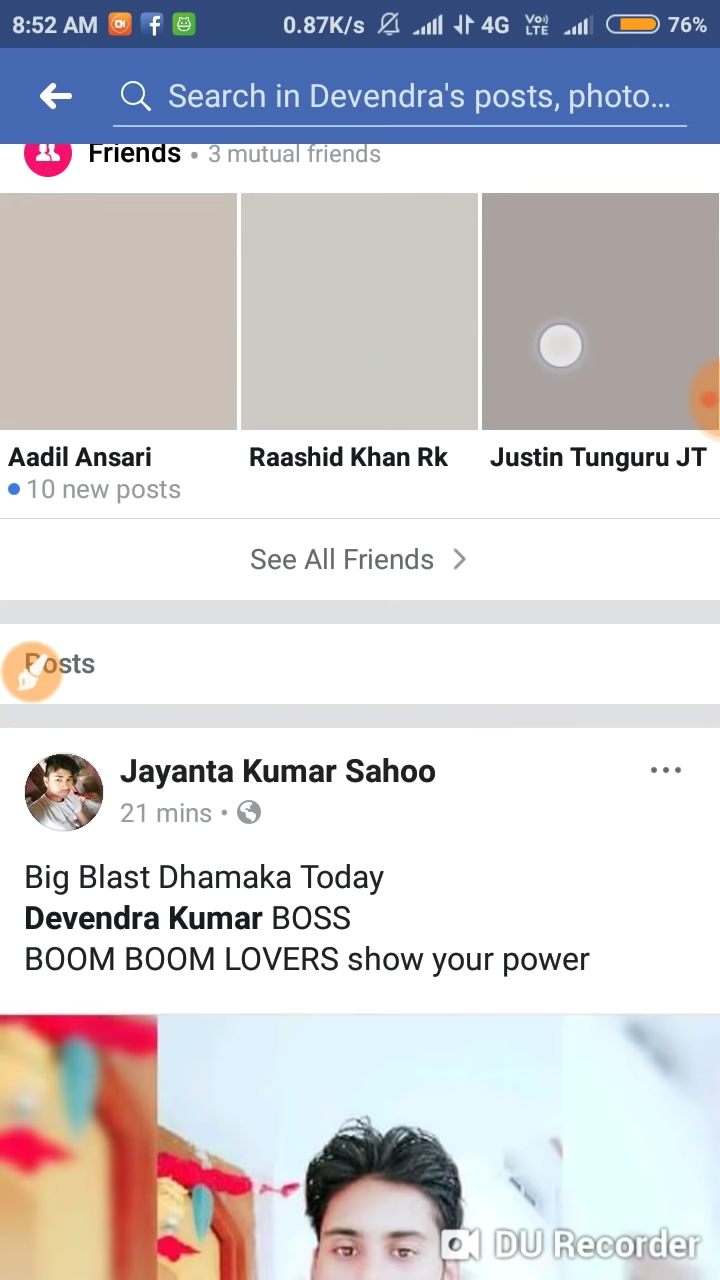 8:52 AM 0.87K/s 4G VoLTE 76%
Search in Devendra's posts, photo...
Friends • 3 mutual friends
Aadil Ansari
Raashid Khan Rk
Justin Tunguru JT
10 new posts
See All Friends
Posts
Jayanta Kumar Sahoo
21 mins •
Big Blast Dhamaka Today
Devendra Kumar BOSS
BOOM BOOM LOVERS show your power
DU Recorder